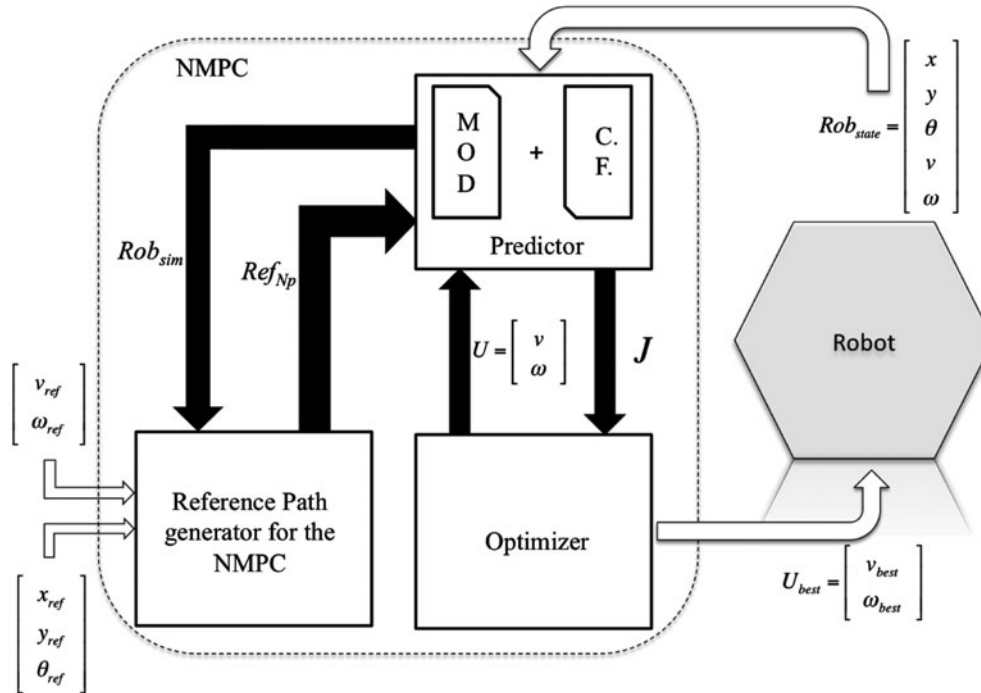 NMPC
M
O
D
+
C.
F.
Predictor
Rob_state = [ x
y
θ
v
ω ]
Rob_sim
Ref_Np
U = [ v
ω ]
J
Robot
[ v_ref
ω_ref ]
Reference Path
generator for the
NMPC
Optimizer
[ x_ref
y_ref
θ_ref ]
U_best = [ v_best
ω_best ]